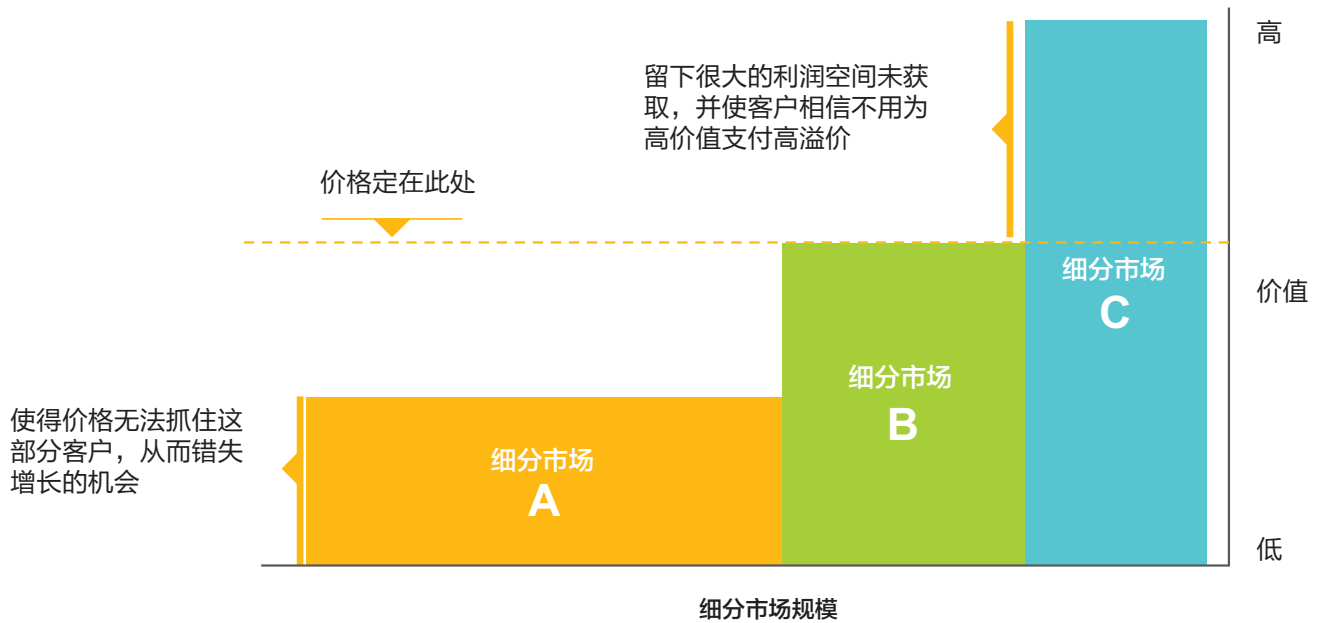 高
留下很大的利润空间未获
取，并使客户相信不用为
高价值支付高溢价
价格定在此处
细分市场
C
价值
细分市场
B
使得价格无法抓住这
部分客户，从而错失
增长的机会
细分市场
A
低
细分市场规模